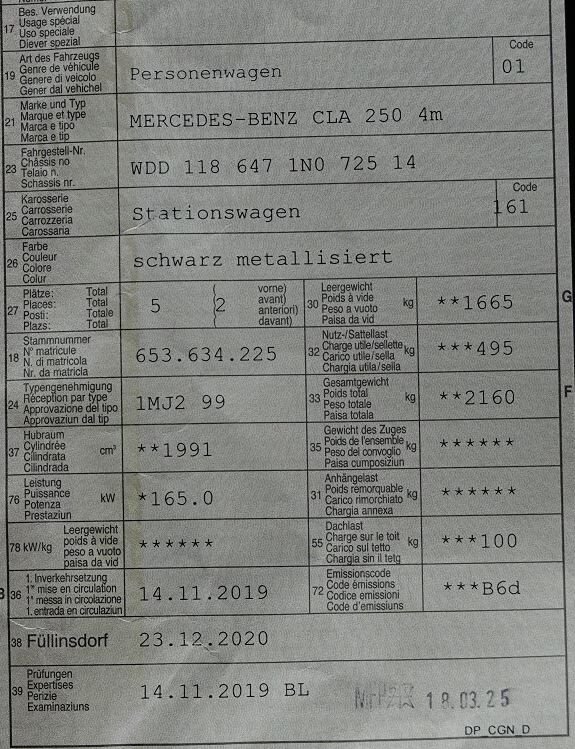 17 Bes. Verwendung
Usage spécial
Uso speciale
Diever spezial
19 Art des Fahrzeugs
Genre de véhicule
Genere di veicolo
Gener dal vehichel
Personenwagen
Code
01
21 Marke und Typ
Marque et type
Marca e tipo
Marca e tip
MERCEDES-BENZ CLA 250 4m
23 Fahrgestell-Nr.
Châssis no
Telaio n.
Schassis nr.
WDD 118 647 1N0 725 14
25 Karosserie
Carrosserie
Carrozzeria
Carossaria
Stationswagen
Code
161
26 Farbe
Couleur
Colore
Colur
schwarz metallisiert
27 Plätze: Total
Places: Total
Posti: Totale
Plazs: Total
5 (2 vorne)
avant)
anteriori)
davant)
30 Leergewicht
Poids à vide
Peso a vuoto
Paisa da vid
kg
**1665
G
18 Stammnummer
N° matricule
N. di matricola
Nr. da matricla
653.634.225
32 Nutz-/Sattellast
Charge utile/sellette
Carico utile/sella
Chargia utila/sella
kg
***495
24 Typengenehmigung
Réception par type
Approvazione del tipo
Approvaziun dal tip
1MJ2 99
33 Gesamtgewicht
Poids total
Peso totale
Paisa totala
kg
**2160
F
37 Hubraum
Cylindrée
Cilindrata
Cilindrada
cm³
**1991
35 Gewicht des Zuges
Poids de l'ensemble
Peso del convoglio
Paisa cumposiziun
kg
******
76 Leistung
Puissance
Potenza
Prestaziun
kW
*165.0
31 Anhängelast
Poids remorquable
Carico rimorchiato
Chargia annexa
kg
******
78 kW/kg
Leergewicht
poids à vide
peso a vuoto
paisa da vid
******
55 Dachlast
Charge sur le toit
Carico sul tetto
Chargia sin il tetg
kg
***100
36 1. Inverkehrsetzung
1re mise en circulation
1a messa in circolazione
1. entrada en circulaziun
14.11.2019
72 Emissionscode
Code émissions
Codice emissioni
Code d'emissiuns
***B6d
38 Füllinsdorf
23.12.2020
39 Prüfungen
Expertises
Perizie
Examinaziuns
14.11.2019 BL
18.03.25
DP CGN D